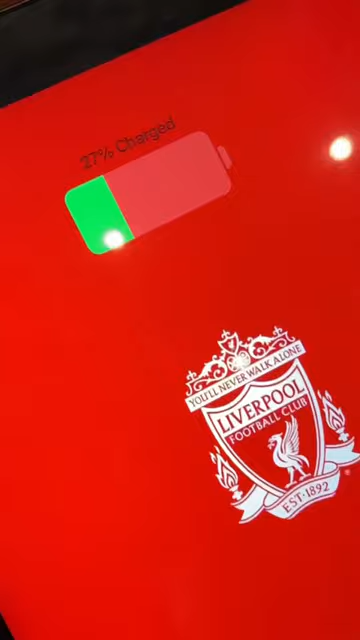 27% Charged
YOU'LL NEVER WALK ALONE
LIVERPOOL
FOOTBALL CLUB
EST·1892
®